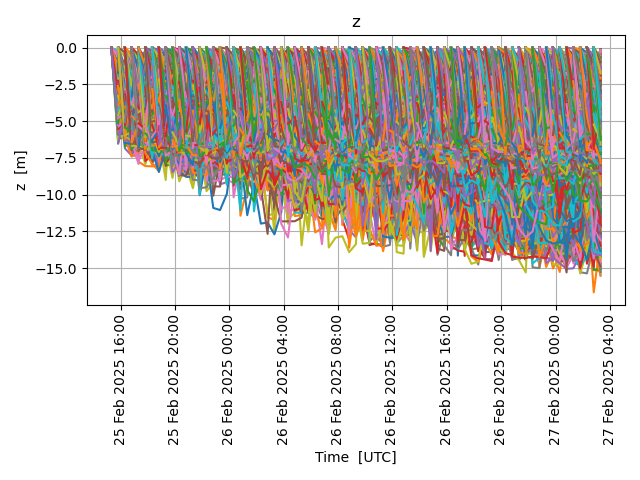 z
0.0
−2.5
−5.0
−7.5
−10.0
−12.5
−15.0
z [m]
25 Feb 2025 16:00
25 Feb 2025 20:00
26 Feb 2025 00:00
26 Feb 2025 04:00
26 Feb 2025 08:00
26 Feb 2025 12:00
26 Feb 2025 16:00
26 Feb 2025 20:00
27 Feb 2025 00:00
27 Feb 2025 04:00
Time [UTC]